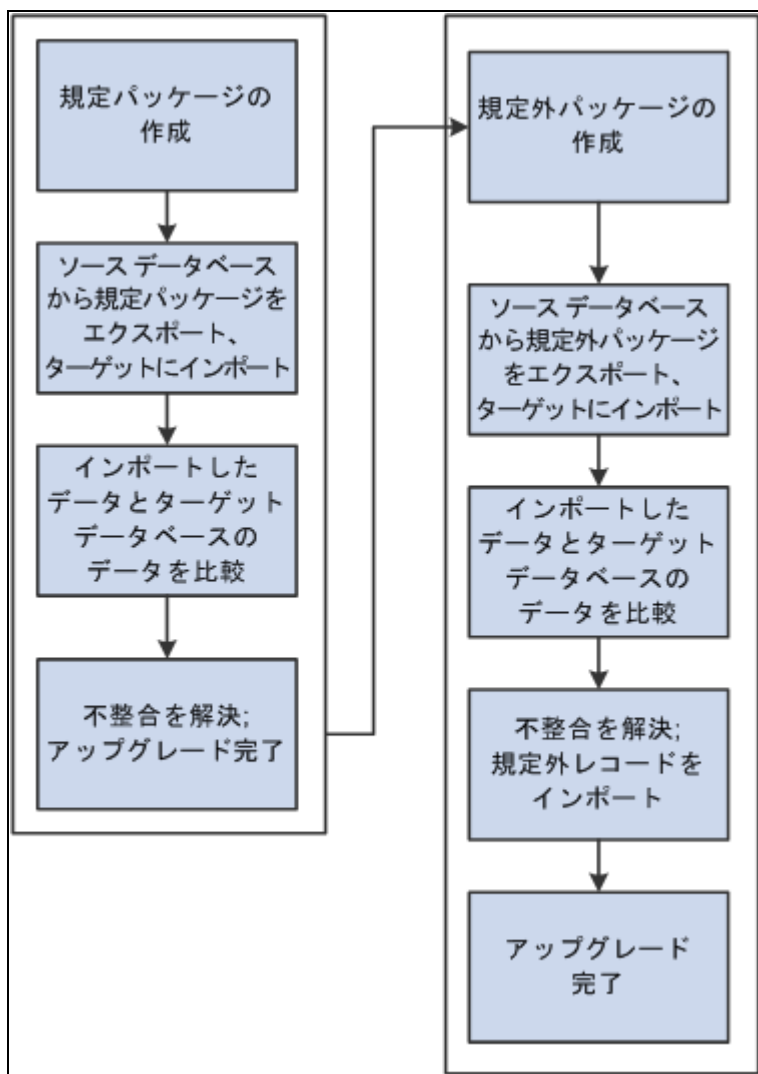 規定パッケージの
作成
ソース データベース
から規定パッケージを
エクスポート、
ターゲットにインポート
インポートした
データとターゲット
データベースの
データを比較
不整合を解決;
アップグレード完了
規定外パッケージの
作成
ソース データベース
から規定外パッケージ
をエクスポート、
ターゲットにインポート
インポートした
データとターゲット
データベースの
データを比較
不整合を解決;
規定外レコードを
インポート
アップグレード
完了